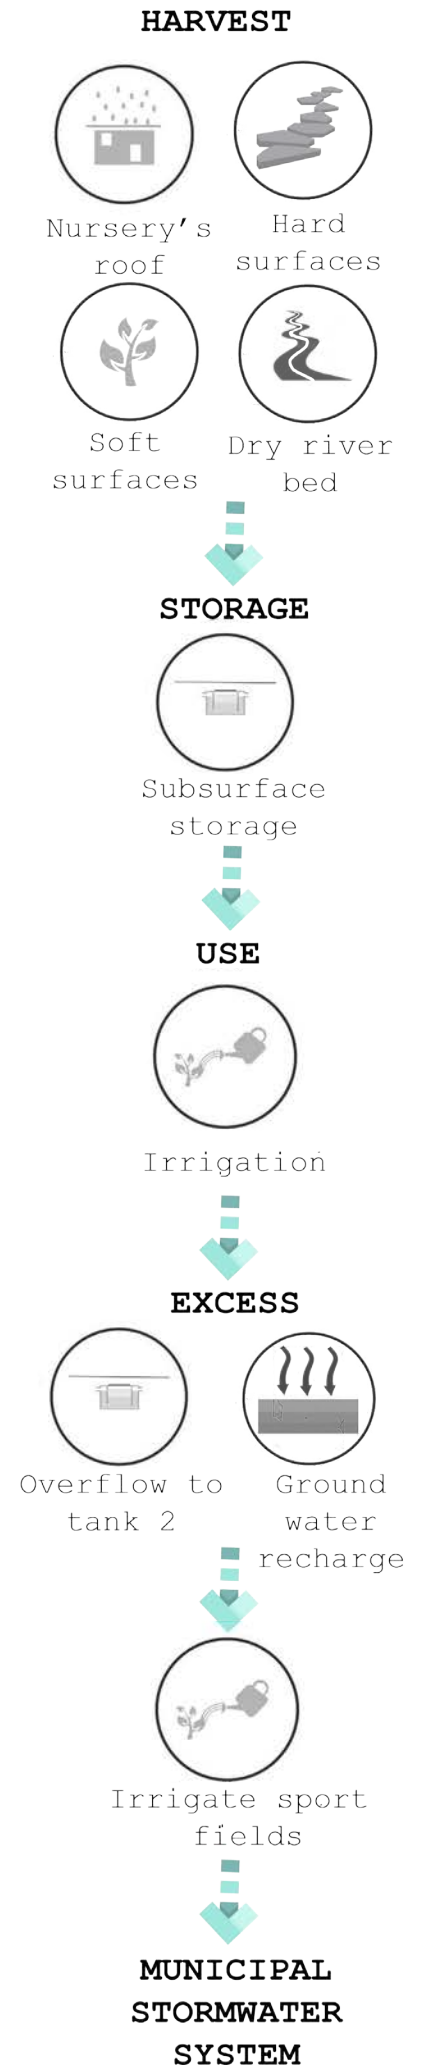 HARVEST
Nursery's
roof
Hard
surfaces
Soft
surfaces
Dry river
bed
STORAGE
Subsurface
storage
USE
Irrigation
EXCESS
Overflow to
tank 2
Ground
water
recharge
Irrigate sport
fields
MUNICIPAL
STORMWATER
SYSTEM